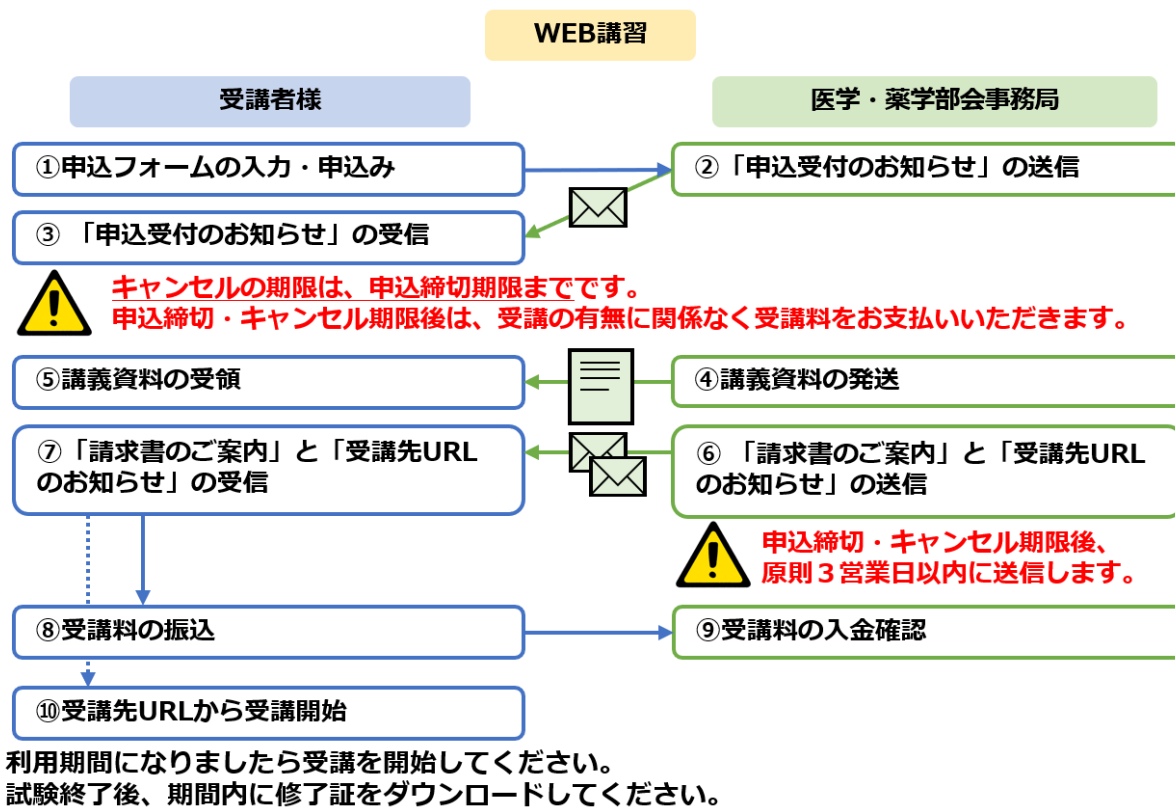 WEB講習
受講者様
医学・薬学部会事務局
①申込フォームの入力・申込み
②「申込受付のお知らせ」の送信
③ 「申込受付のお知らせ」の受信
キャンセルの期限は、申込締切期限までです。
申込締切・キャンセル期限後は、受講の有無に関係なく受講料をお支払いいただきます。
⑤講義資料の受領
④講義資料の発送
⑦「請求書のご案内」と「受講先URL
のお知らせ」の受信
⑥ 「請求書のご案内」と「受講先URL
のお知らせ」の送信
申込締切・キャンセル期限後、
原則３営業日以内に送信します。
⑧受講料の振込
⑨受講料の入金確認
⑩受講先URLから受講開始
利用期間になりましたら受講を開始してください。
試験終了後、期間内に修了証をダウンロードしてください。